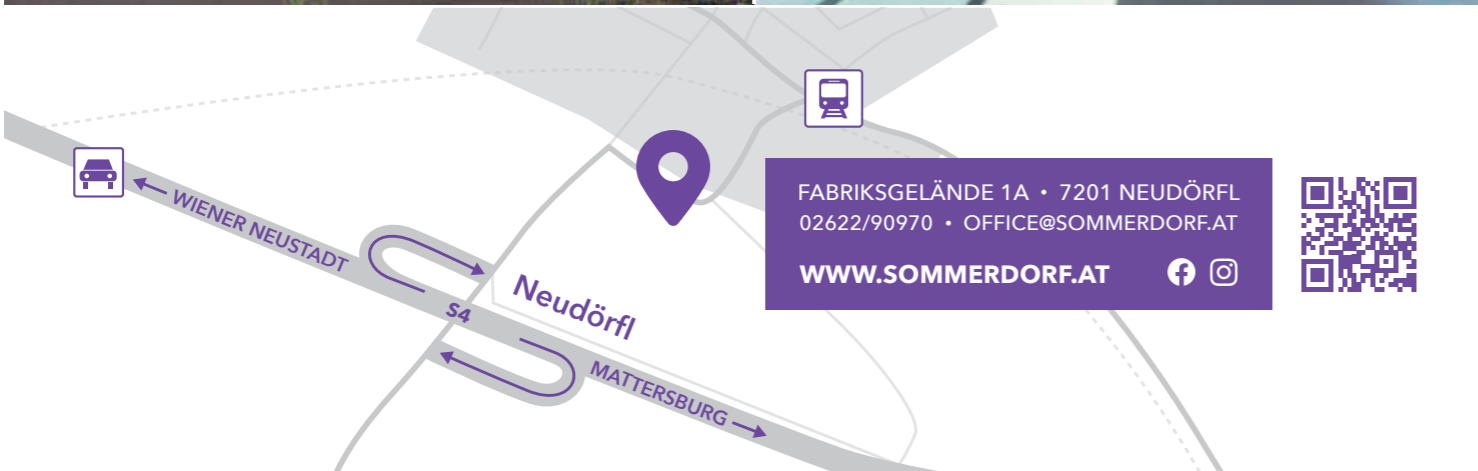 WIENER NEUSTADT
S4
Neudörfl
MATTERSBURG
FABRIKSGELÄNDE 1A • 7201 NEUDÖRFL
02622/90970 • OFFICE@SOMMERDORF.AT
WWW.SOMMERDORF.AT